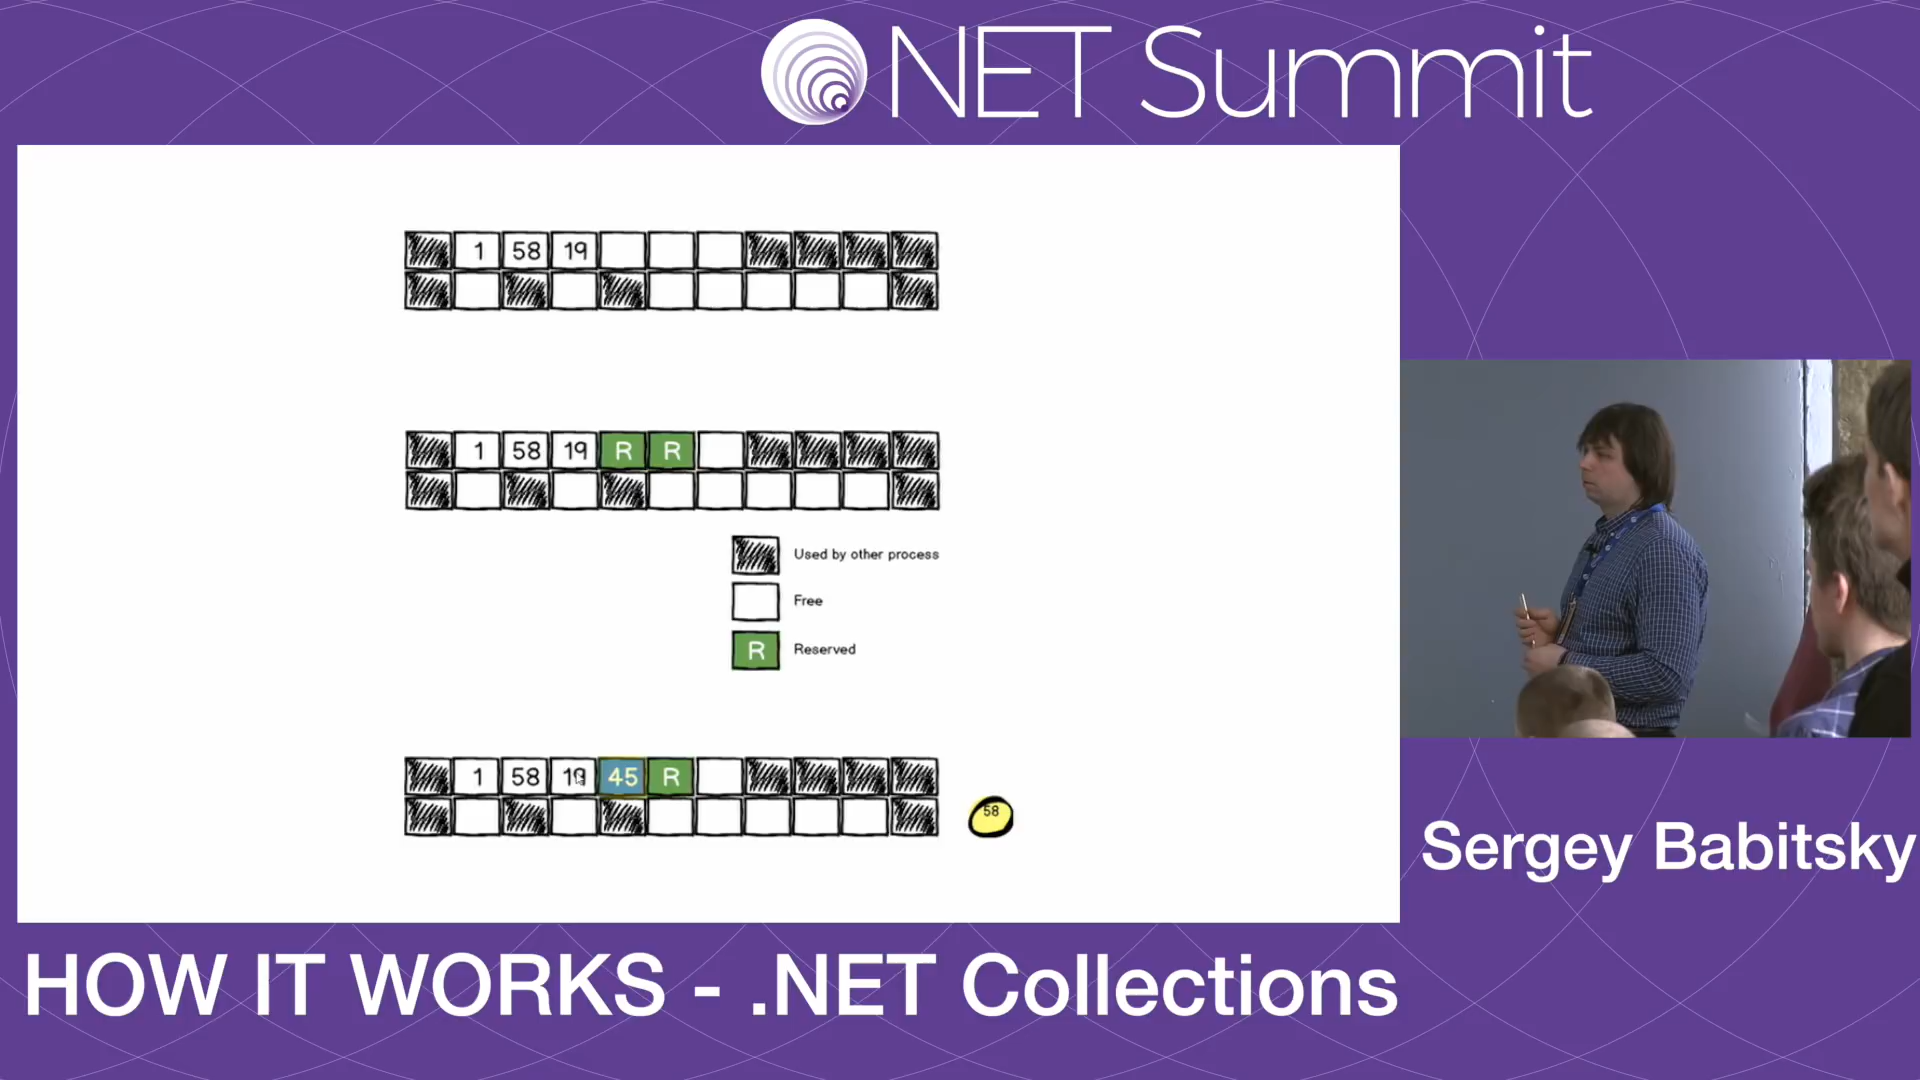 NET Summit
1 58 19
1 58 19 R R
Used by other process
Free
R Reserved
1 58 19 45 R
58
Sergey Babitsky
HOW IT WORKS - .NET Collections